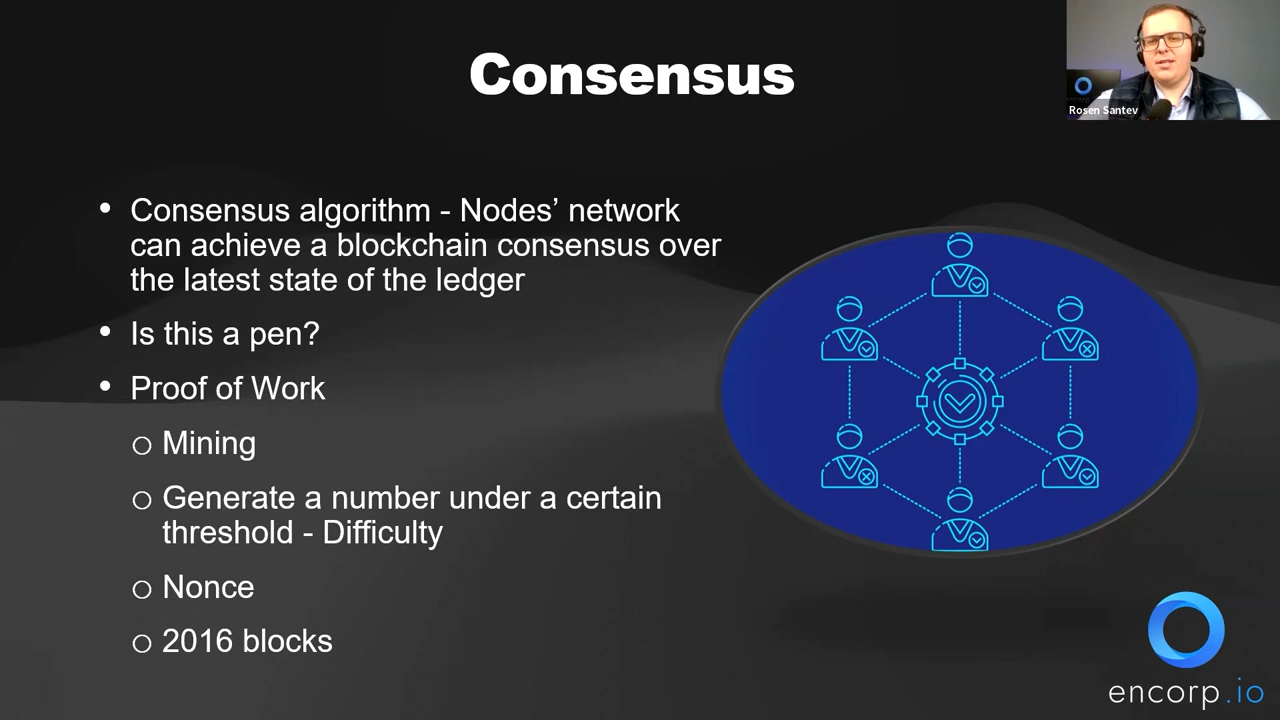 Consensus
Rosen Santev
• Consensus algorithm - Nodes’ network
can achieve a blockchain consensus over
the latest state of the ledger
• Is this a pen?
• Proof of Work
○ Mining
○ Generate a number under a certain
threshold - Difficulty
○ Nonce
○ 2016 blocks
encorp.io